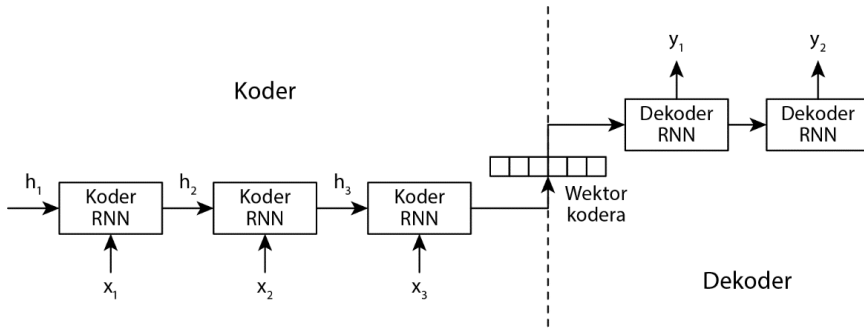 Koder
h₁
Koder
RNN
x₁
h₂
Koder
RNN
x₂
h₃
Koder
RNN
x₃
Wektor
kodera
y₁
Dekoder
RNN
y₂
Dekoder
RNN
Dekoder